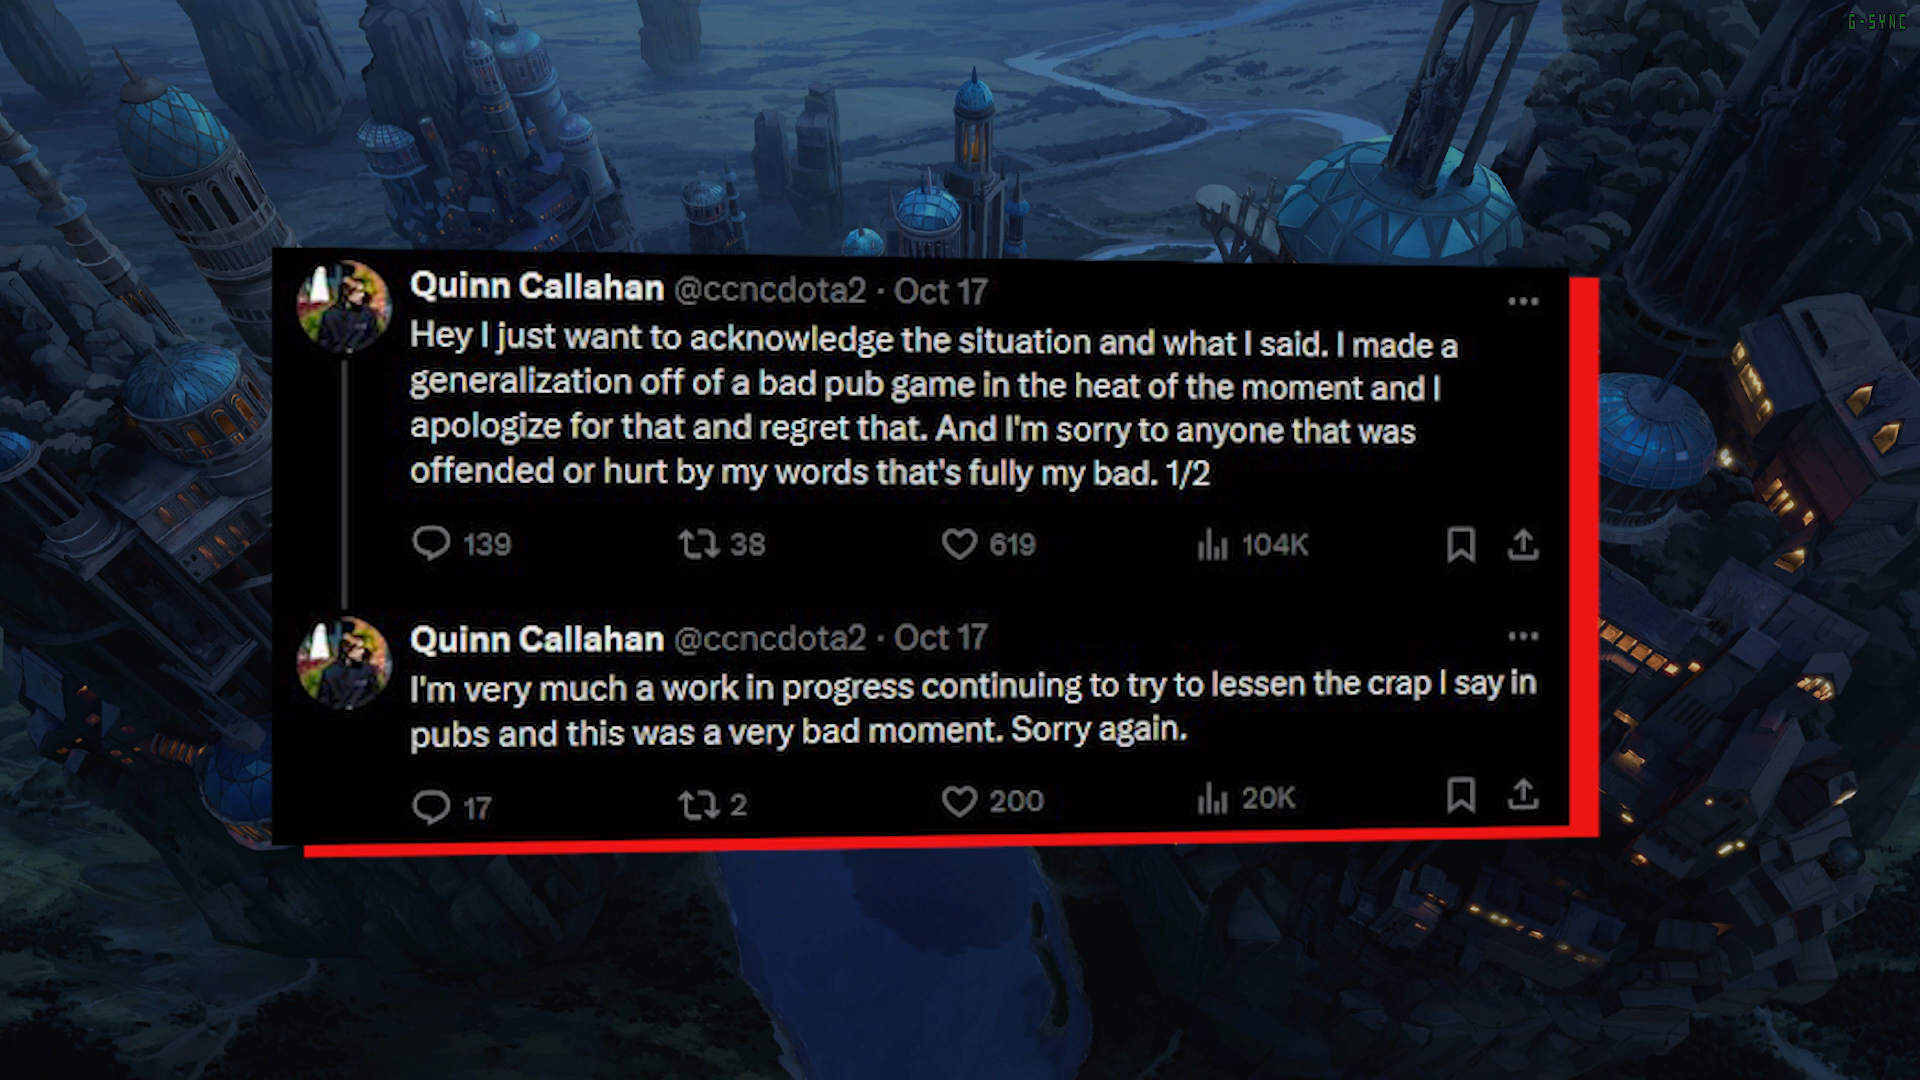 G-SYNC
Quinn Callahan @ccncdota2 · Oct 17
Hey I just want to acknowledge the situation and what I said. I made a
generalization off of a bad pub game in the heat of the moment and I
apologize for that and regret that. And I'm sorry to anyone that was
offended or hurt by my words that's fully my bad. 1/2
139 38 619 104K
Quinn Callahan @ccncdota2 · Oct 17
I'm very much a work in progress continuing to try to lessen the crap I say in
pubs and this was a very bad moment. Sorry again.
17 2 200 20K